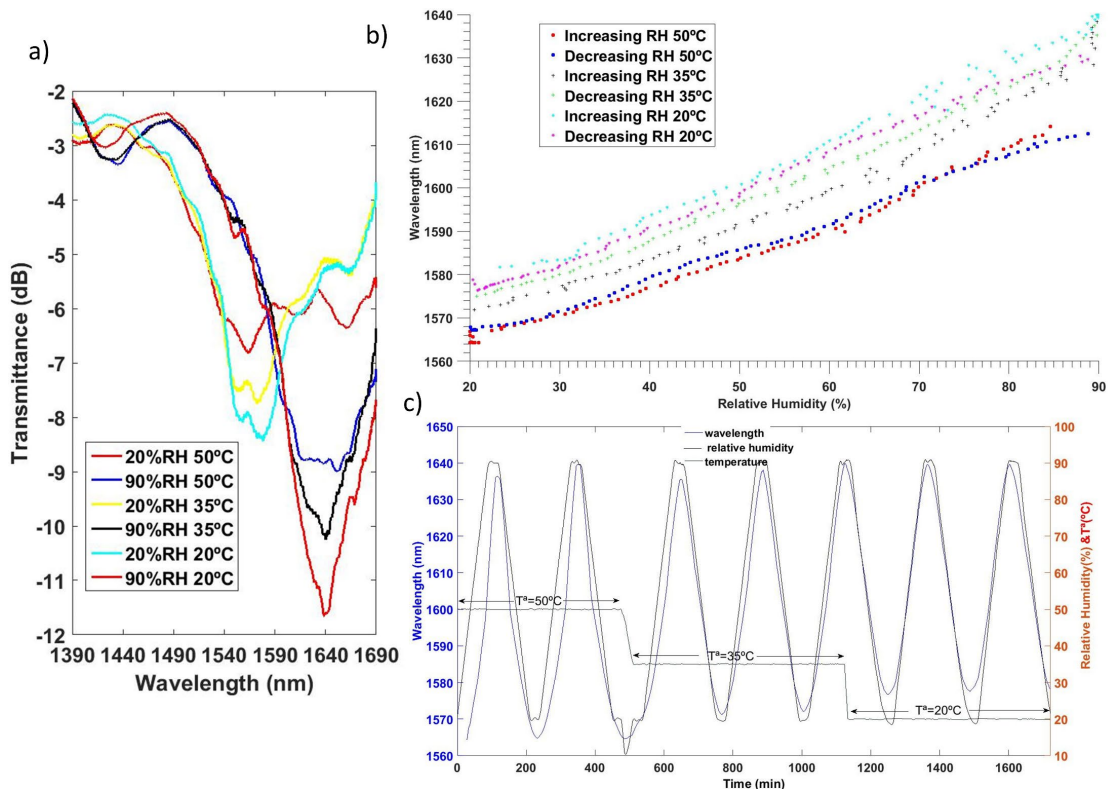 a)
-2
-3
-4
-5
-6
-7
-8
-9
-10
-11
-12
Transmittance (dB)
20%RH 50ºC
90%RH 50ºC
20%RH 35ºC
90%RH 35ºC
20%RH 20ºC
90%RH 20ºC
1390 1440 1490 1540 1590 1640 1690
Wavelength (nm)
b)
1640
1630
1620
1610
1600
1590
1580
1570
1560
Wavelength (nm)
Increasing RH 50ºC
Decreasing RH 50ºC
Increasing RH 35ºC
Decreasing RH 35ºC
Increasing RH 20ºC
Decreasing RH 20ºC
20 30 40 50 60 70 80 90
Relative Humidity (%)
c)
1650
1640
1630
1620
1610
1600
1590
1580
1570
1560
Wavelength (nm)
wavelength
relative humidity
temperature
Tª=50ºC
Tª=35ºC
Tª=20ºC
100
90
80
70
60
50
40
30
20
10
Relative Humidity(%) &Tª(ºC)
0 200 400 600 800 1000 1200 1400 1600
Time (min)